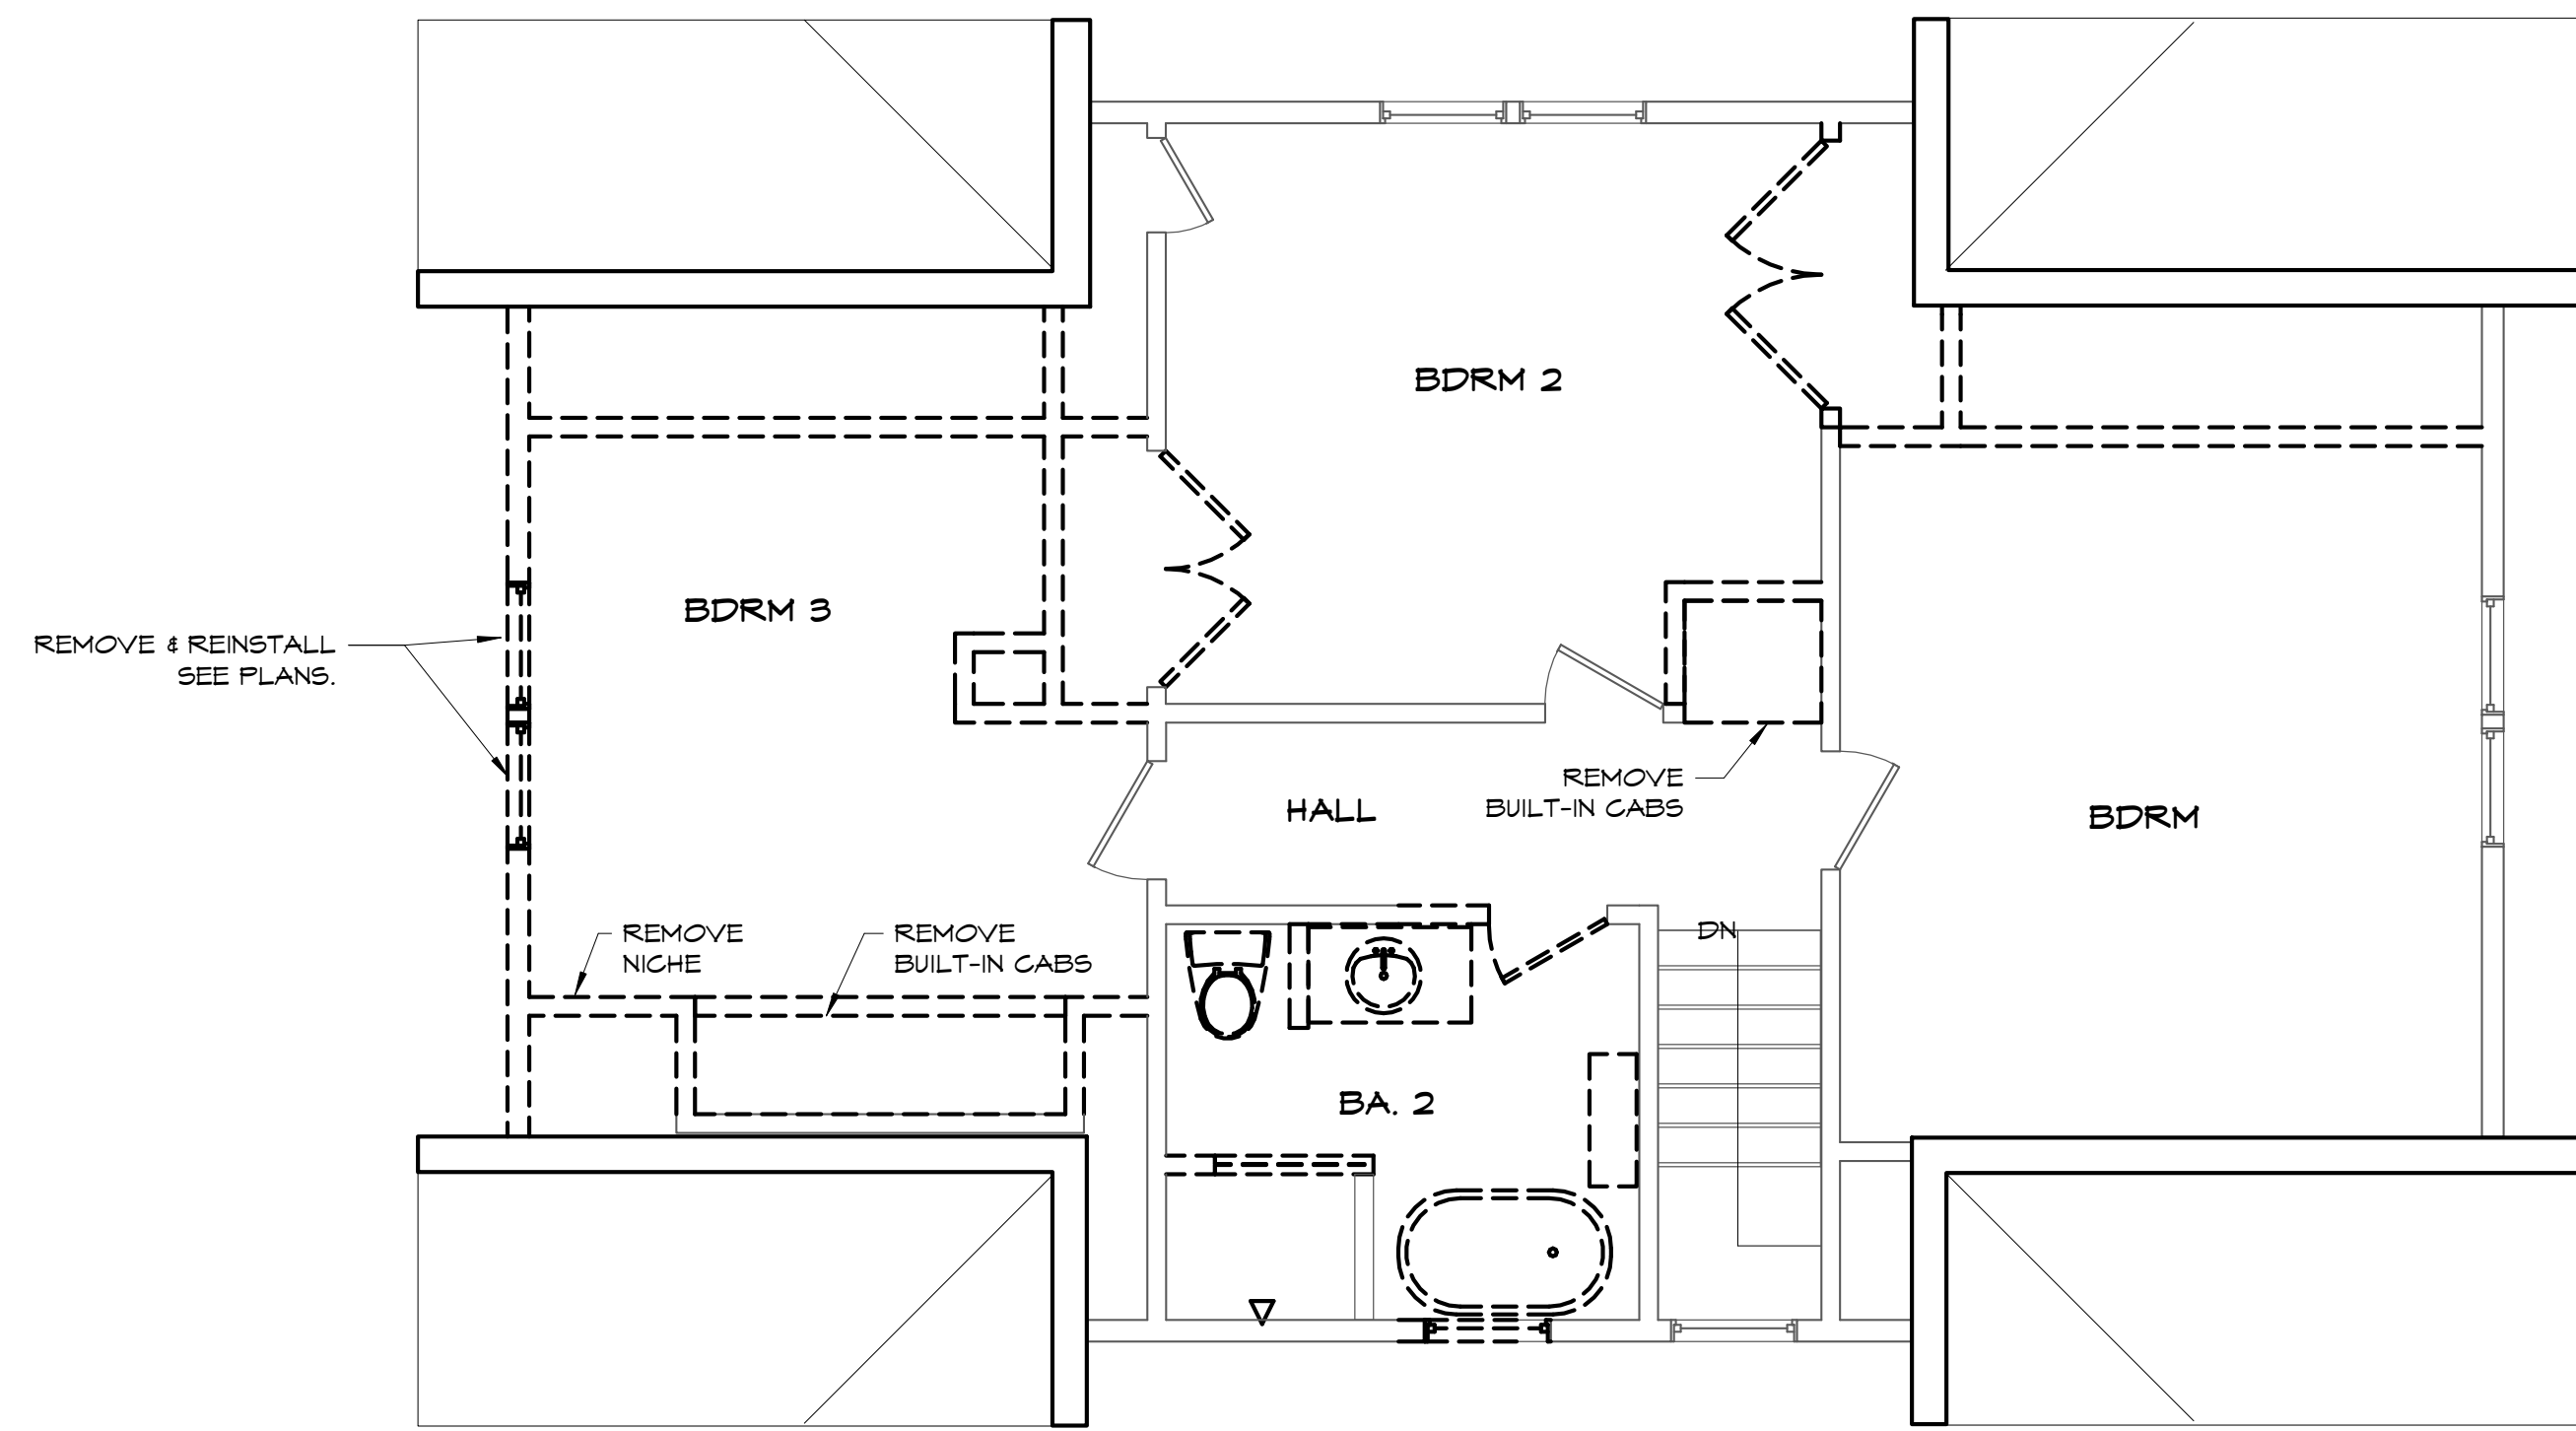 BDRM 2
BDRM 3
REMOVE & REINSTALL
SEE PLANS.
REMOVE
BUILT-IN CABS
HALL
BDRM
REMOVE
NICHE
REMOVE
BUILT-IN CABS
DN
BA. 2